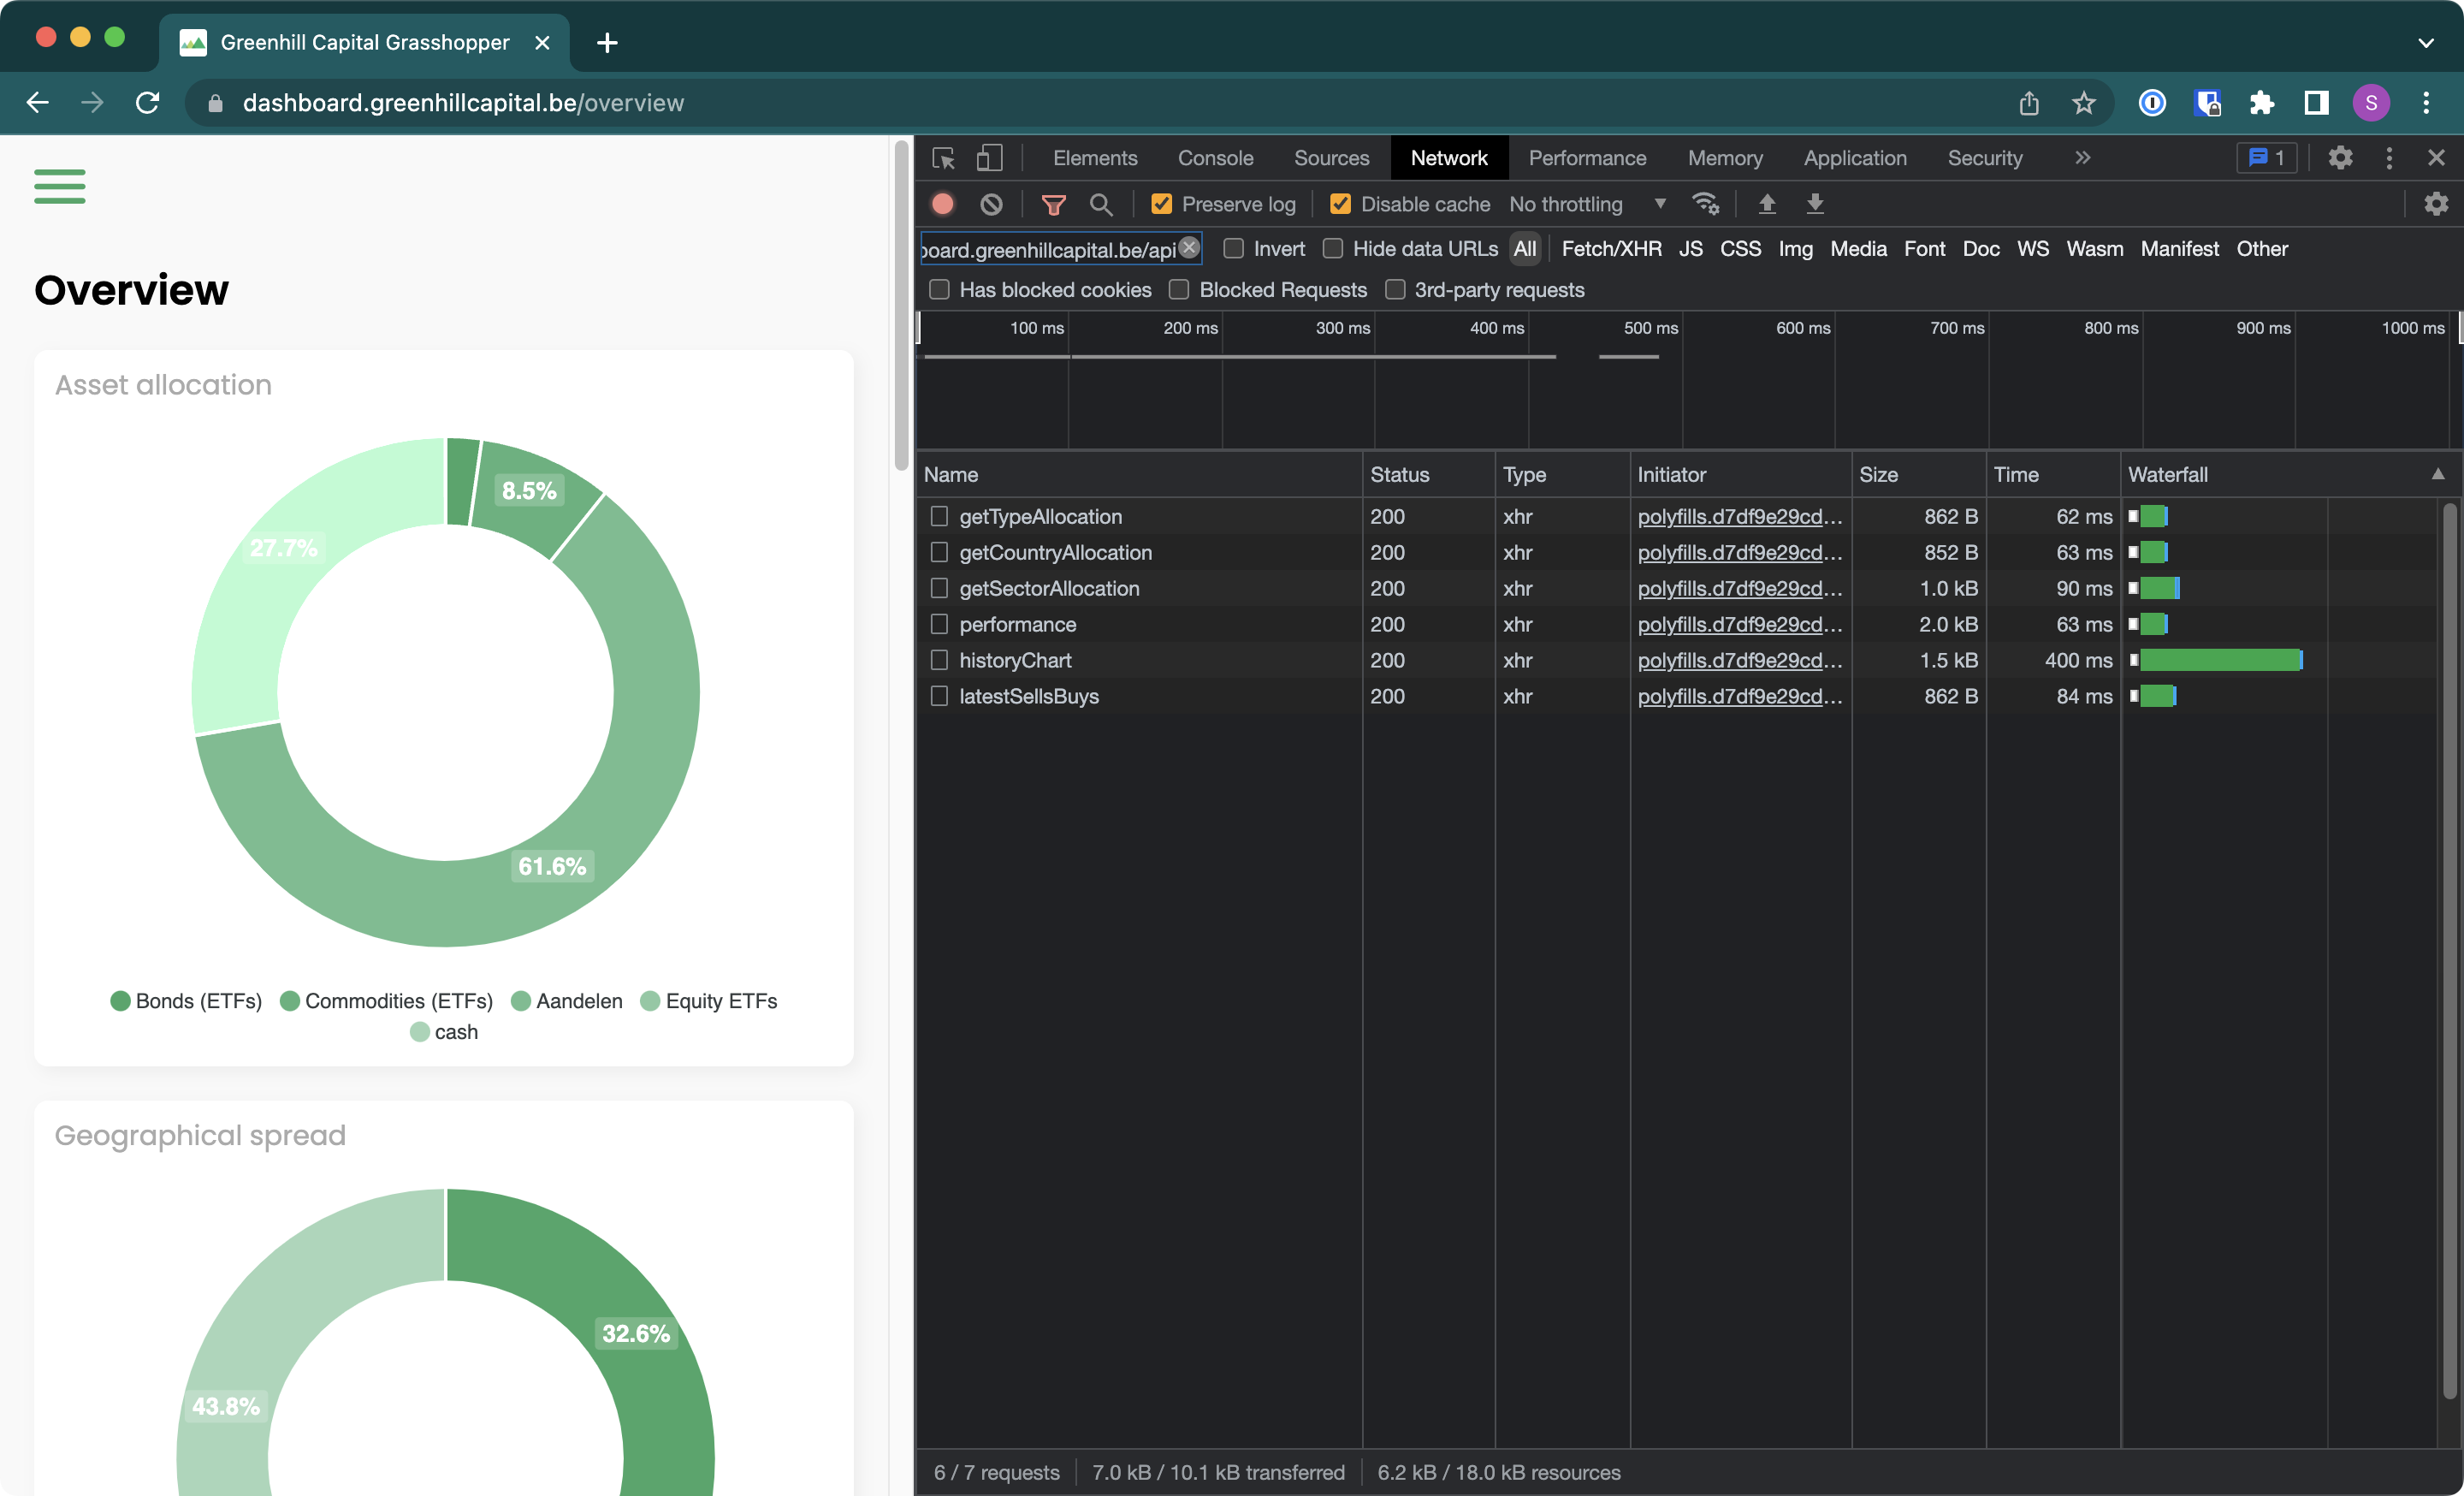 Greenhill Capital Grasshopper
dashboard.greenhillcapital.be/overview
S
Overview
Asset allocation
8.5%
27.7%
61.6%
Bonds (ETFs) Commodities (ETFs) Aandelen Equity ETFs
cash
Geographical spread
32.6%
43.8%
Elements Console Sources Network Performance Memory Application Security » 1
Preserve log Disable cache No throttling
board.greenhillcapital.be/api Invert Hide data URLs All Fetch/XHR JS CSS Img Media Font Doc WS Wasm Manifest Other
Has blocked cookies Blocked Requests 3rd-party requests
100 ms 200 ms 300 ms 400 ms 500 ms 600 ms 700 ms 800 ms 900 ms 1000 ms
Name Status Type Initiator Size Time Waterfall
getTypeAllocation 200 xhr polyfills.d7df9e29cd… 862 B 62 ms
getCountryAllocation 200 xhr polyfills.d7df9e29cd… 852 B 63 ms
getSectorAllocation 200 xhr polyfills.d7df9e29cd… 1.0 kB 90 ms
performance 200 xhr polyfills.d7df9e29cd… 2.0 kB 63 ms
historyChart 200 xhr polyfills.d7df9e29cd… 1.5 kB 400 ms
latestSellsBuys 200 xhr polyfills.d7df9e29cd… 862 B 84 ms
6 / 7 requests 7.0 kB / 10.1 kB transferred 6.2 kB / 18.0 kB resources